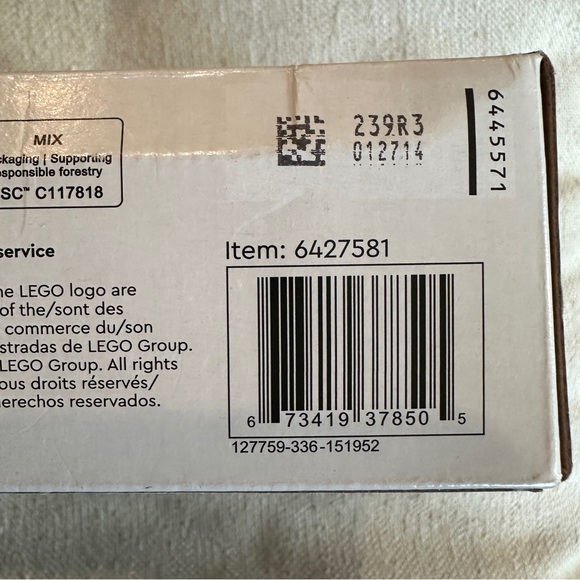 MIX
ckaging | Supporting
esponsible forestry
SC™ C117818
239R3
012714
6445571
service
Item: 6427581
he LEGO logo are
of the/sont des
commerce du/son
stradas de LEGO Group.
LEGO Group. All rights
ous droits réservés/
erechos reservados.
6 73419 37850 5
127759-336-151952